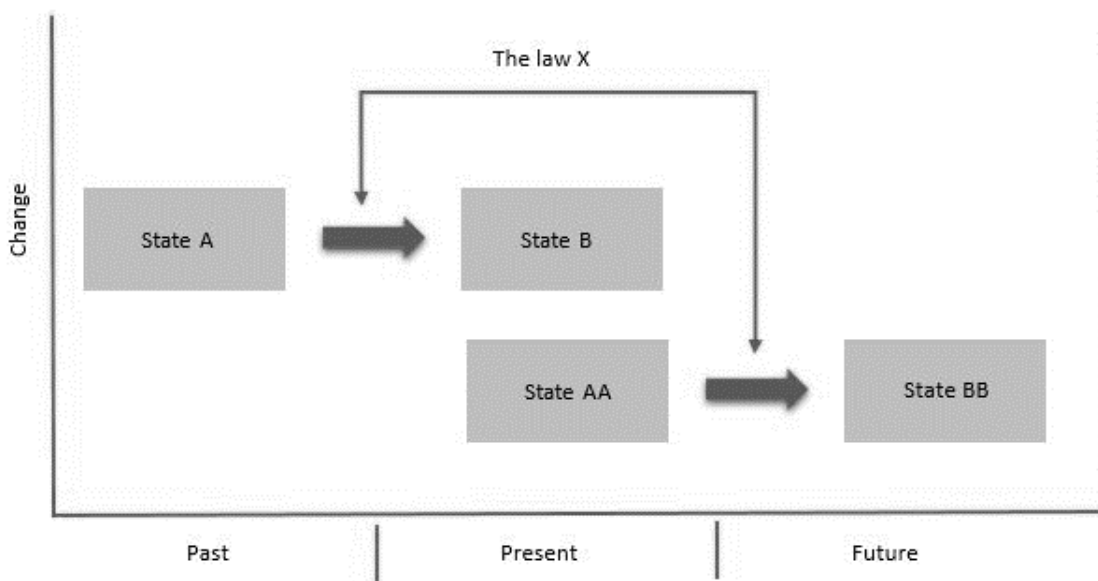 The law X
Change
State A
State B
State AA
State BB
Past
Present
Future